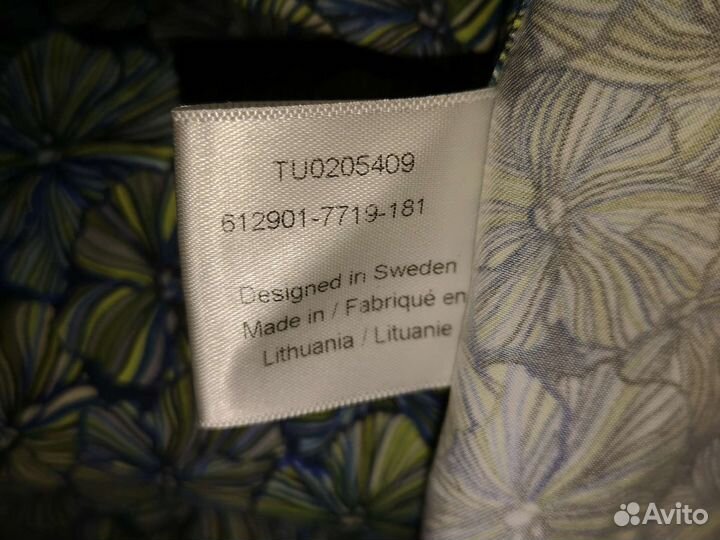 TU0205409
612901-7719-181
Designed in Sweden
Made in / Fabriqué en
Lithuania / Lituanie
Avito